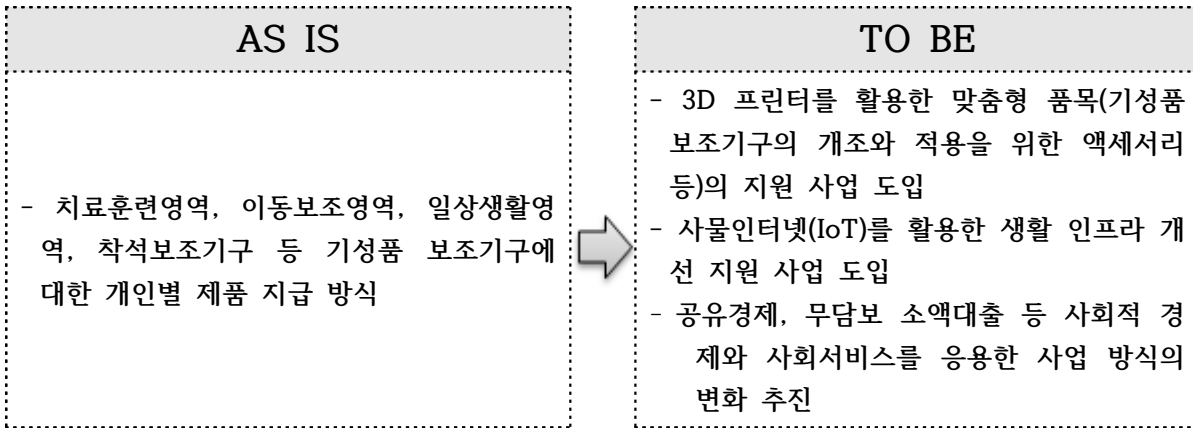 AS IS
- 치료훈련영역, 이동보조영역, 일상생활영
역, 착석보조기구 등 기성품 보조기구에
대한 개인별 제품 지급 방식
TO BE
- 3D 프린터를 활용한 맞춤형 품목(기성품
보조기구의 개조와 적용을 위한 액세서리
등)의 지원 사업 도입
- 사물인터넷(IoT)를 활용한 생활 인프라 개
선 지원 사업 도입
- 공유경제, 무담보 소액대출 등 사회적 경
제와 사회서비스를 응용한 사업 방식의
변화 추진